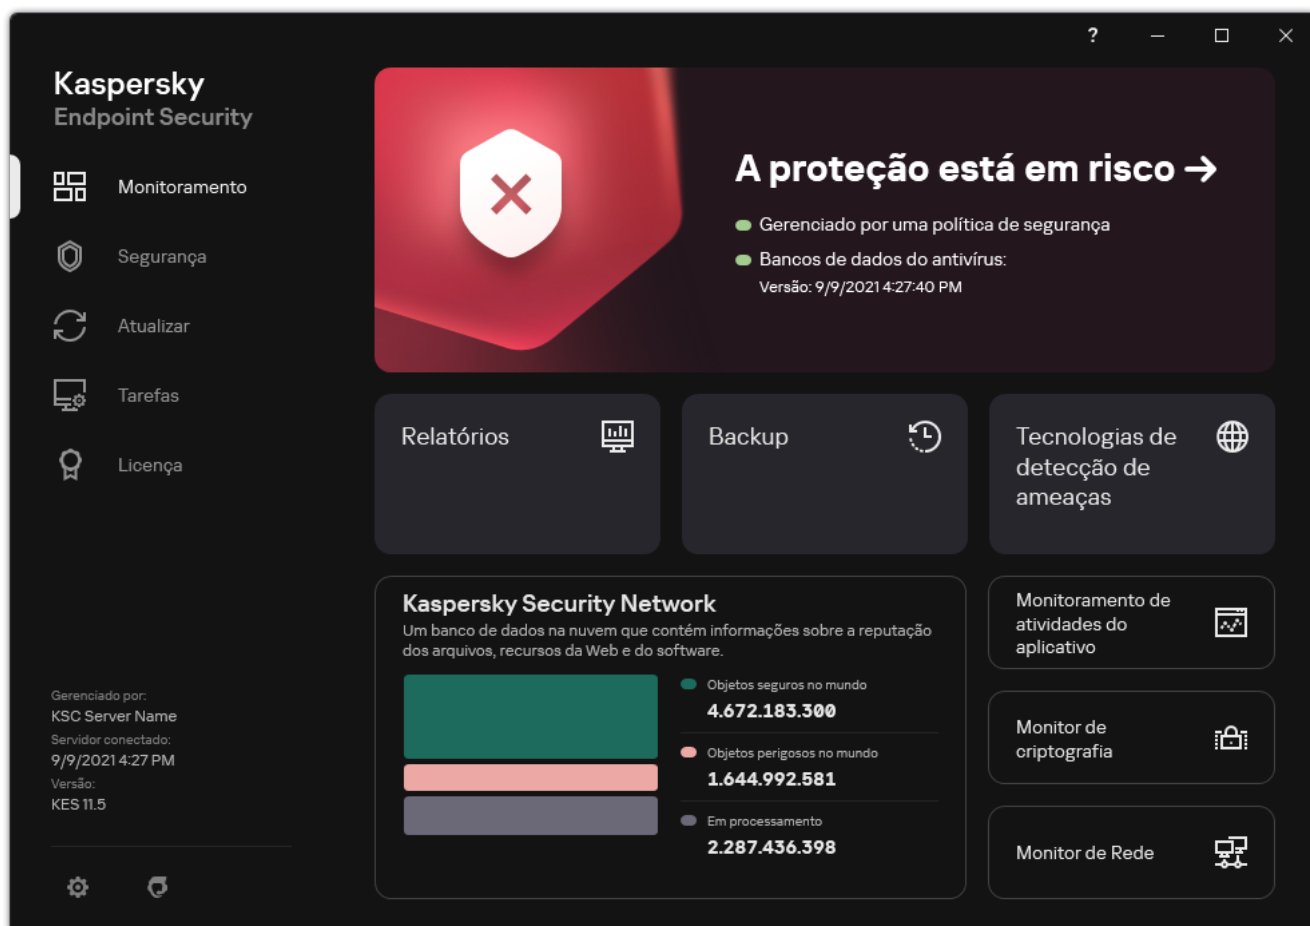 ?
Kaspersky
Endpoint Security
Monitoramento
Segurança
Atualizar
Tarefas
Licença
Gerenciado por:
KSC Server Name
Servidor conectado:
9/9/2021 4:27 PM
Versão:
KES 11.5
A proteção está em risco →
Gerenciado por uma política de segurança
Bancos de dados do antivírus:
Versão: 9/9/2021 4:27:40 PM
Relatórios
Backup
Tecnologias de
detecção de
ameaças
Kaspersky Security Network
Um banco de dados na nuvem que contém informações sobre a reputação
dos arquivos, recursos da Web e do software.
Objetos seguros no mundo
4.672.183.300
Objetos perigosos no mundo
1.644.992.581
Em processamento
2.287.436.398
Monitoramento de
atividades do
aplicativo
Monitor de
criptografia
Monitor de Rede